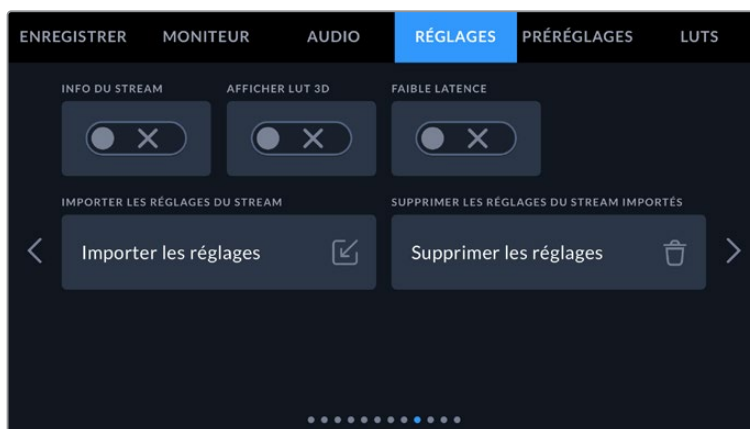 ENREGISTRER MONITEUR AUDIO RÉGLAGES PRÉRÉGLAGES LUTS
INFO DU STREAM AFFICHER LUT 3D FAIBLE LATENCE
IMPORTER LES RÉGLAGES DU STREAM SUPPRIMER LES RÉGLAGES DU STREAM IMPORTÉS
Importer les réglages Supprimer les réglages